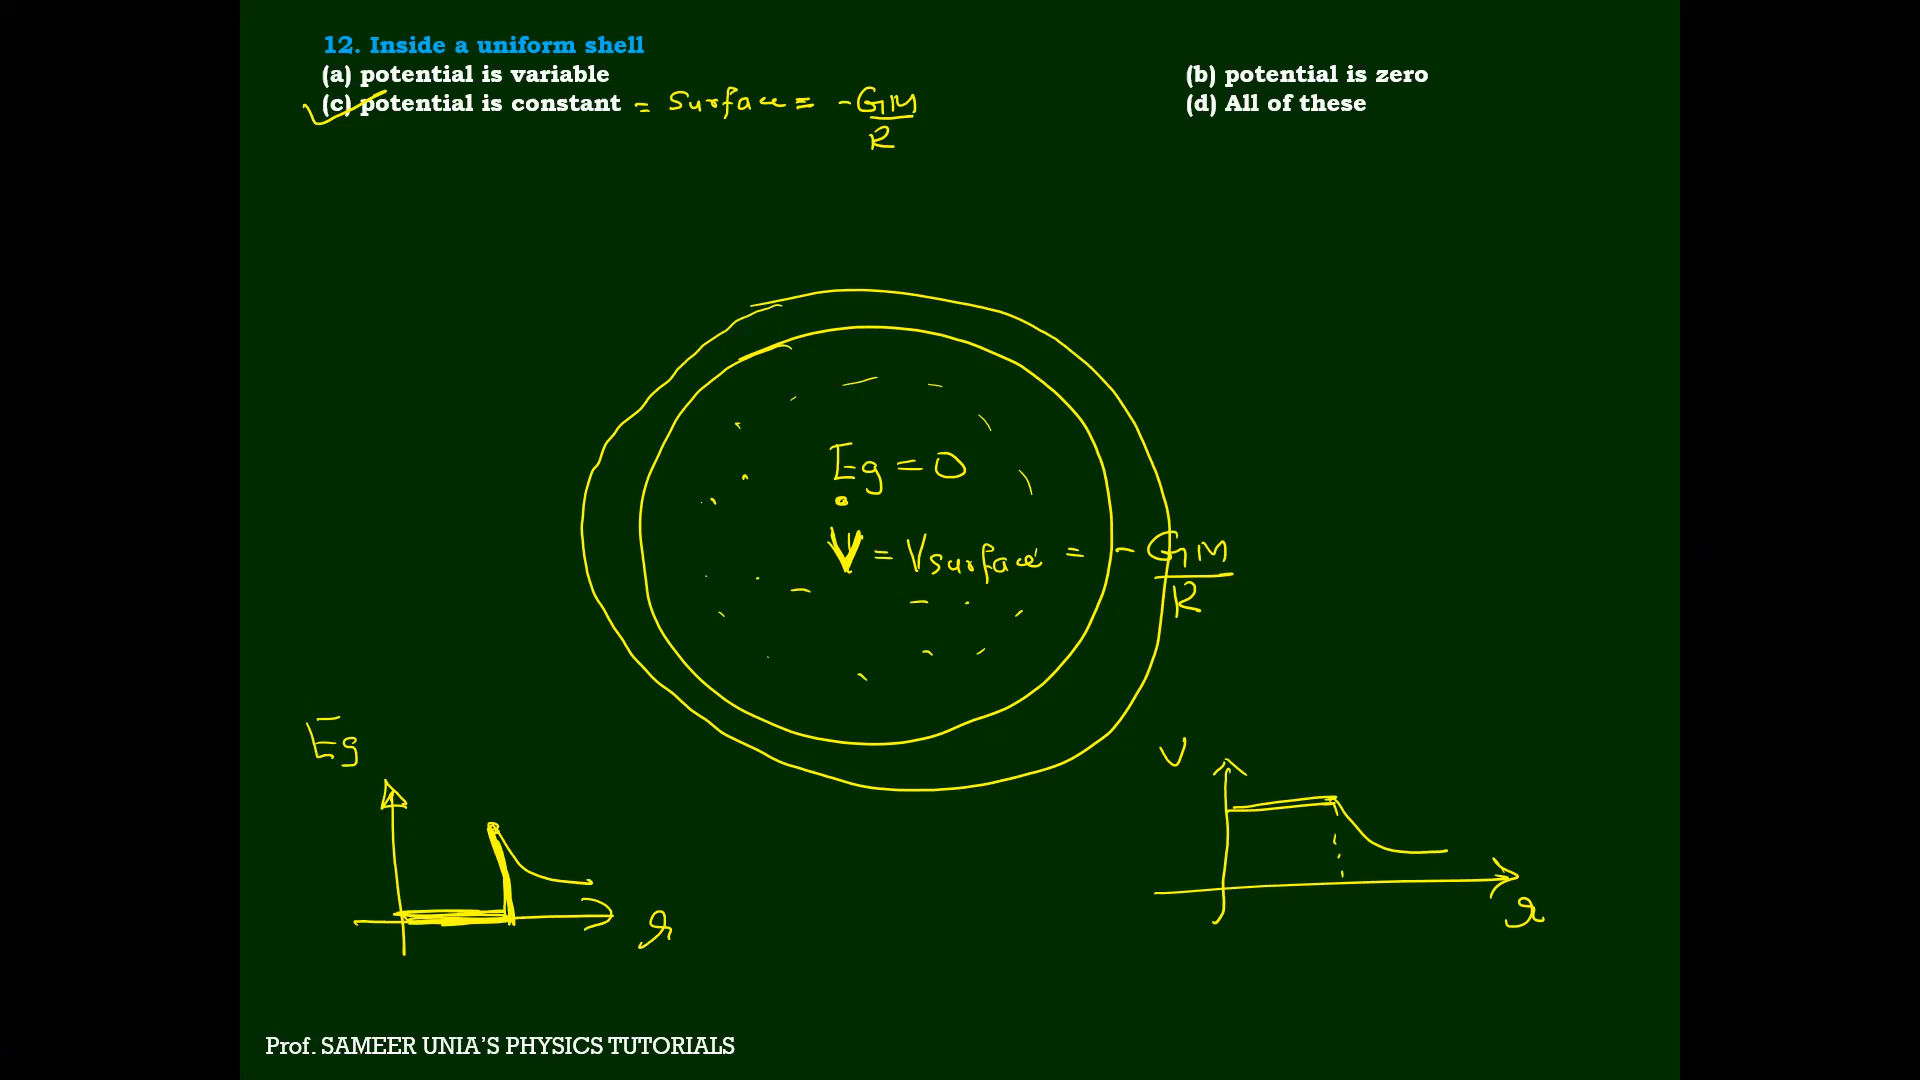 12. Inside a uniform shell
(a) potential is variable
(b) potential is zero
(c) potential is constant = Surface = -GM/R
(d) All of these
Eg = 0
V = Vsurface = -GM/R
Eg
r
V
r
Prof. SAMEER UNIA’S PHYSICS TUTORIALS